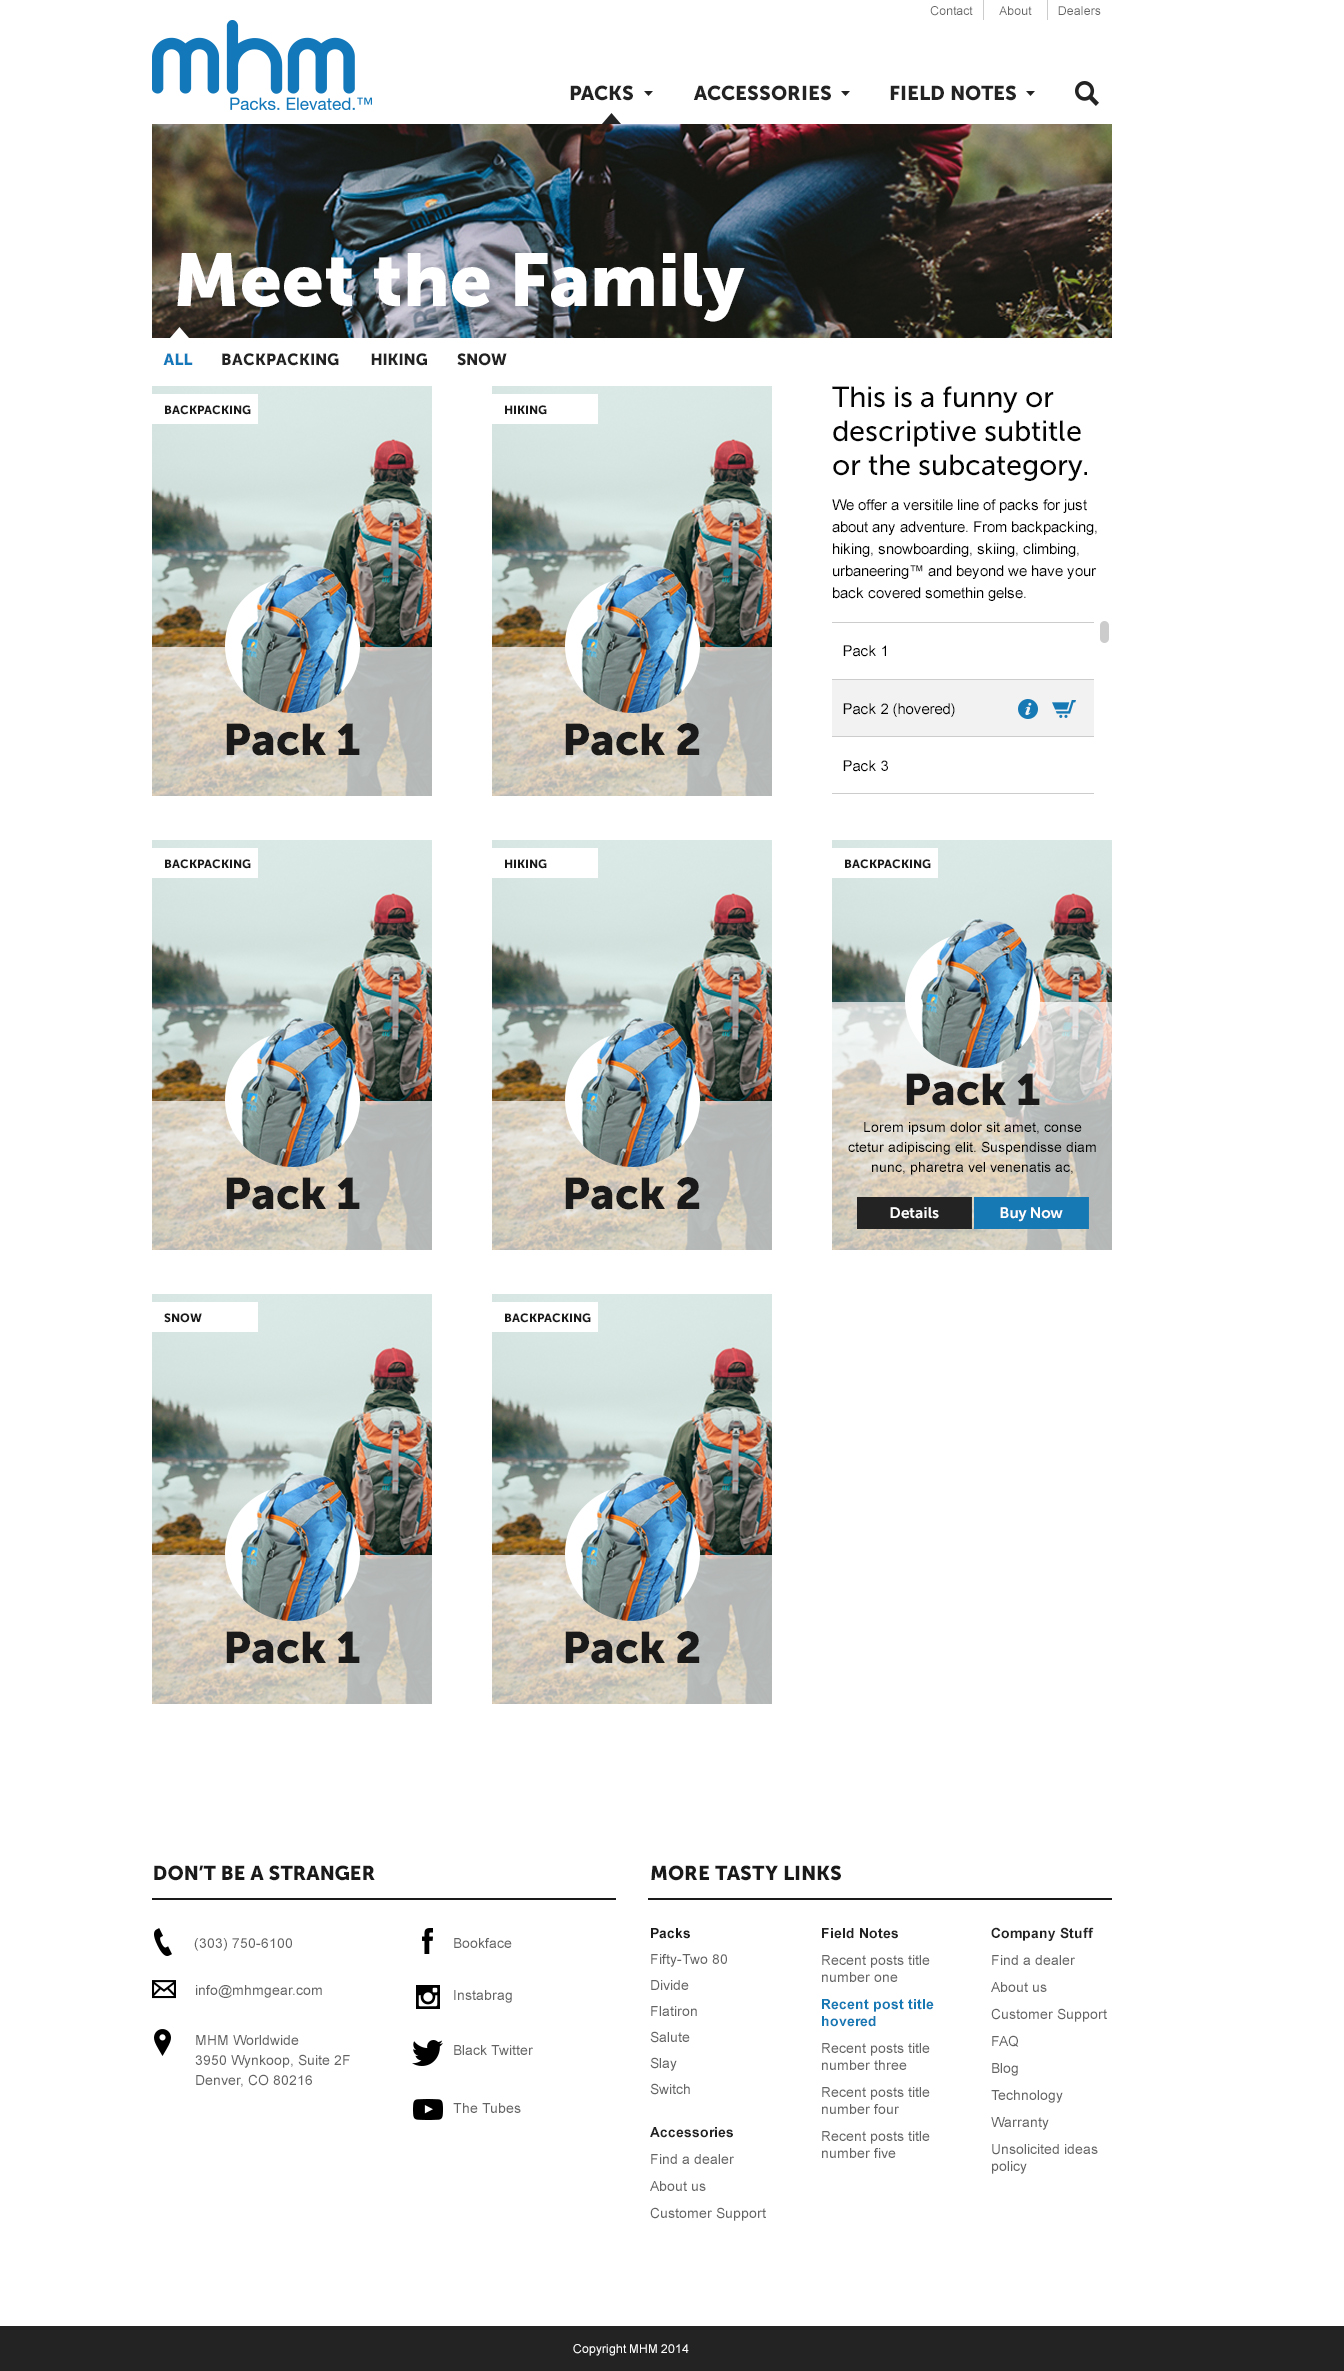 Contact
About
Dealers
mhm
Packs. Elevated.™
PACKS
ACCESSORIES
FIELD NOTES
Meet the Family
ALL
BACKPACKING
HIKING
SNOW
BACKPACKING
Pack 1
HIKING
Pack 2
This is a funny or
descriptive subtitle
or the subcategory.
We offer a versitile line of packs for just
about any adventure. From backpacking,
hiking, snowboarding, skiing, climbing,
urbaneering™ and beyond we have your
back covered somethin gelse.
Pack 1
Pack 2 (hovered)
Pack 3
BACKPACKING
Pack 1
HIKING
Pack 2
BACKPACKING
Pack 1
Lorem ipsum dolor sit amet, conse
ctetur adipiscing elit. Suspendisse diam
nunc, pharetra vel venenatis ac,
Details
Buy Now
SNOW
Pack 1
BACKPACKING
Pack 2
DON'T BE A STRANGER
(303) 750-6100
info@mhmgear.com
MHM Worldwide
3950 Wynkoop, Suite 2F
Denver, CO 80216
Bookface
Instabrag
Black Twitter
The Tubes
MORE TASTY LINKS
Packs
Fifty-Two 80
Divide
Flatiron
Salute
Slay
Switch
Accessories
Find a dealer
About us
Customer Support
Field Notes
Recent posts title
number one
Recent post title
hovered
Recent posts title
number three
Recent posts title
number four
Recent posts title
number five
Company Stuff
Find a dealer
About us
Customer Support
FAQ
Blog
Technology
Warranty
Unsolicited ideas
policy
Copyright MHM 2014